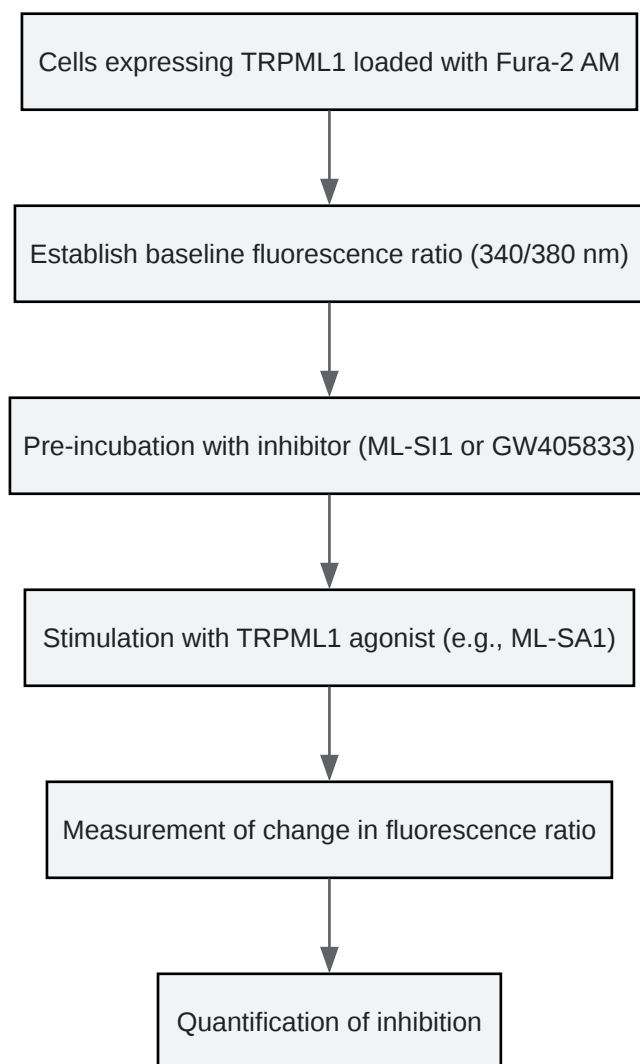 Cells expressing TRPML1 loaded with Fura-2 AM
Establish baseline fluorescence ratio (340/380 nm)
Pre-incubation with inhibitor (ML-SI1 or GW405833)
Stimulation with TRPML1 agonist (e.g., ML-SA1)
Measurement of change in fluorescence ratio
Quantification of inhibition